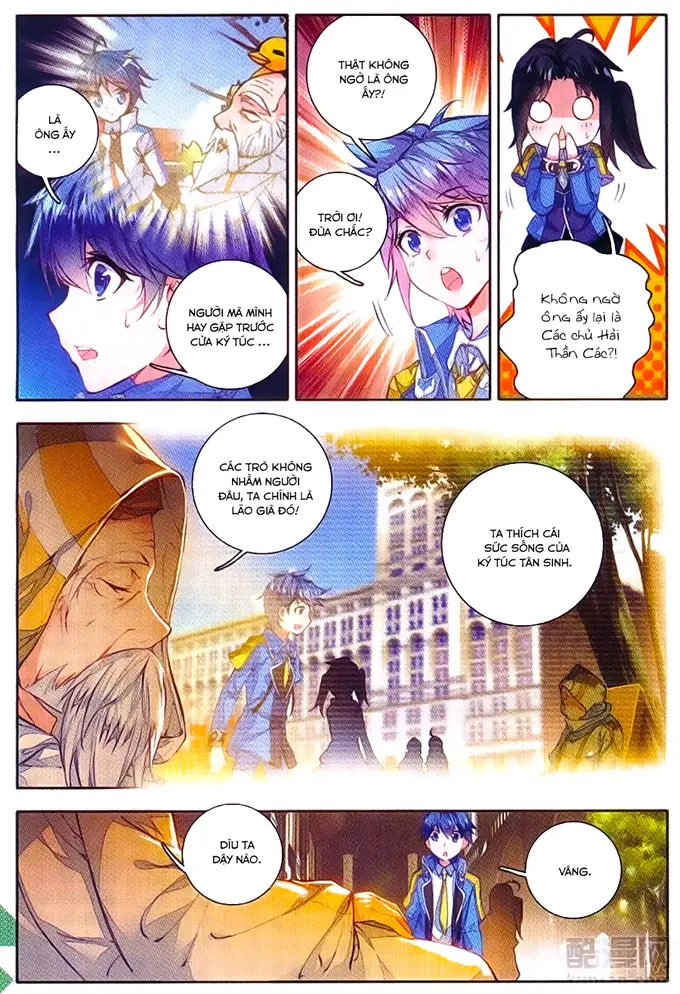 LÀ
ÔNG ẤY
...
NGƯỜI MÀ MÌNH
HAY GẶP TRƯỚC
CỬA KÝ TÚC ...
THẬT KHÔNG
NGỜ LÀ ÔNG
ẤY?!
TRỜI ƠI!
ĐÙA CHẮC?
Không ngờ
ông ấy lại là
Các chủ Hải
Thần Các?!
CÁC TRÒ KHÔNG
NHẦM NGƯỜI
ĐÂU, TA CHÍNH LÀ
LÃO GIÀ ĐÓ!
TA THÍCH CÁI
SỨC SỐNG CỦA
KÝ TÚC TÂN SINH.
DÌU TA
DẬY NÀO.
VÂNG.
酷漫网